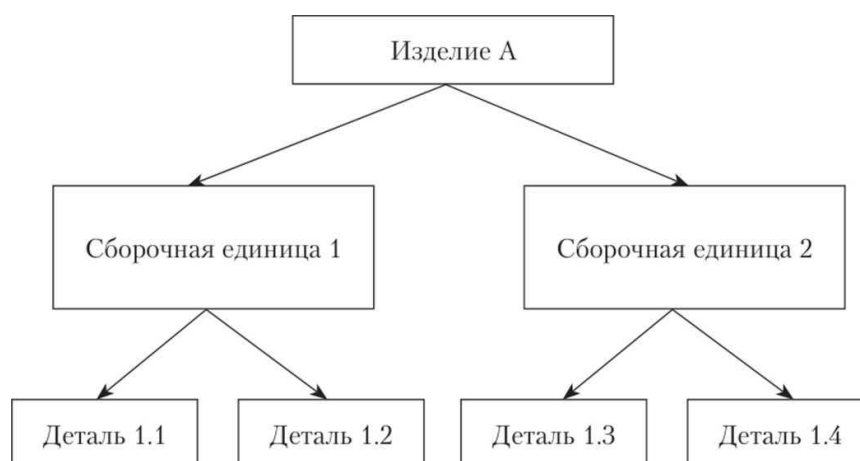 Изделие А
Сборочная единица 1
Сборочная единица 2
Деталь 1.1
Деталь 1.2
Деталь 1.3
Деталь 1.4